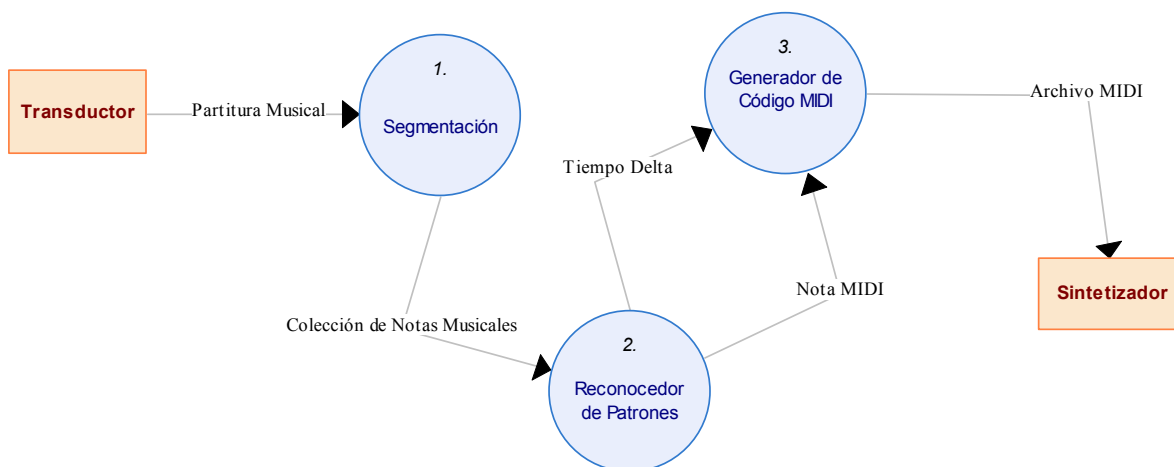 Transductor
Partitura Musical
1.
Segmentación
Colección de Notas Musicales
2.
Reconocedor
de Patrones
Tiempo Delta
Nota MIDI
3.
Generador de
Código MIDI
Archivo MIDI
Sintetizador